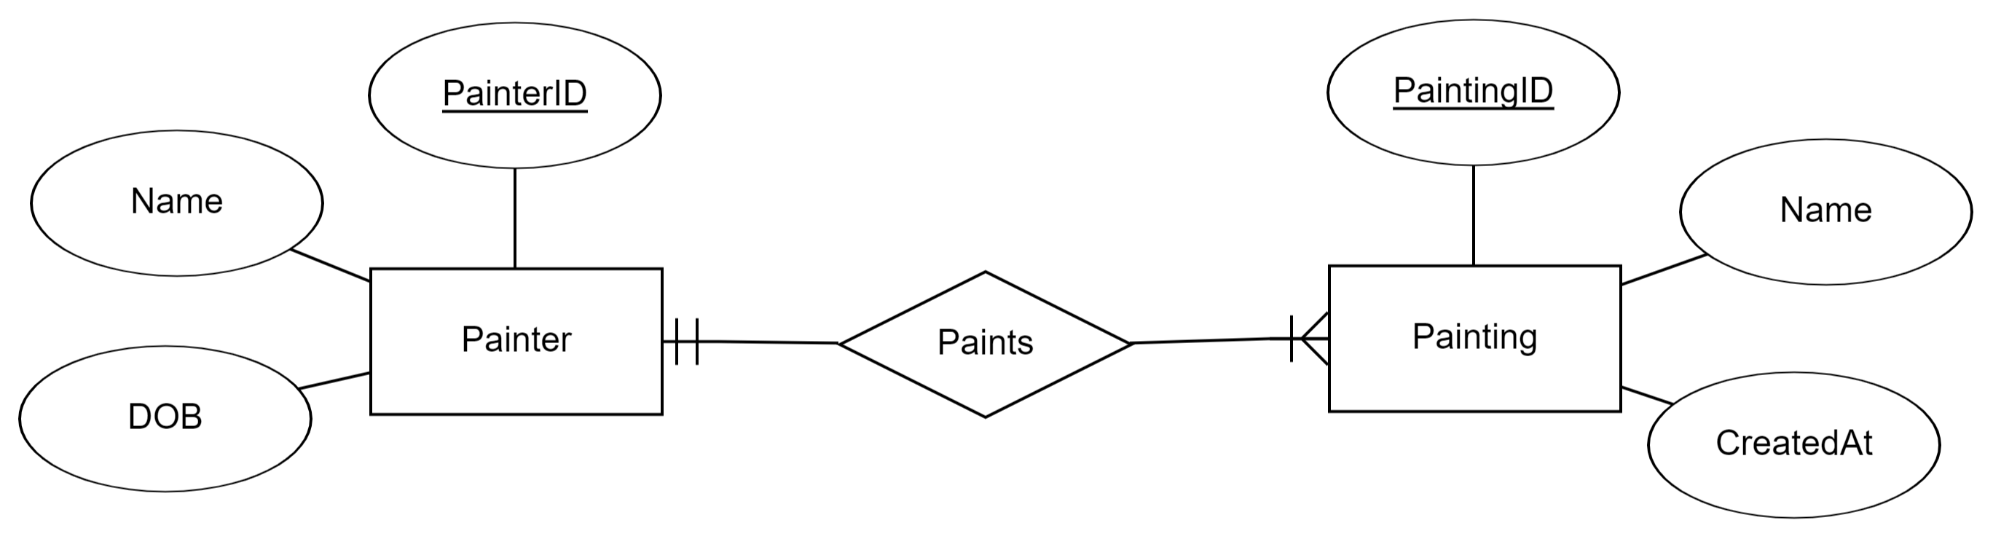 PainterID
PaintingID
Name
Name
Painter
Paints
Painting
DOB
CreatedAt